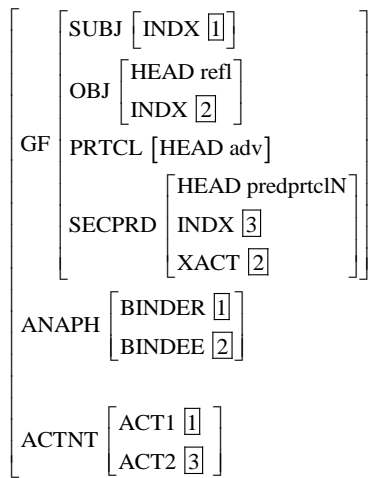 SUBJ [INDX 1]
OBJ [HEAD refl
INDX 2]
GF PRTCL [HEAD adv]
SECPRD [HEAD predprtclN
INDX 3
XACT 2]
ANAPH [BINDER 1
BINDEE 2]
ACTNT [ACT1 1
ACT2 3]